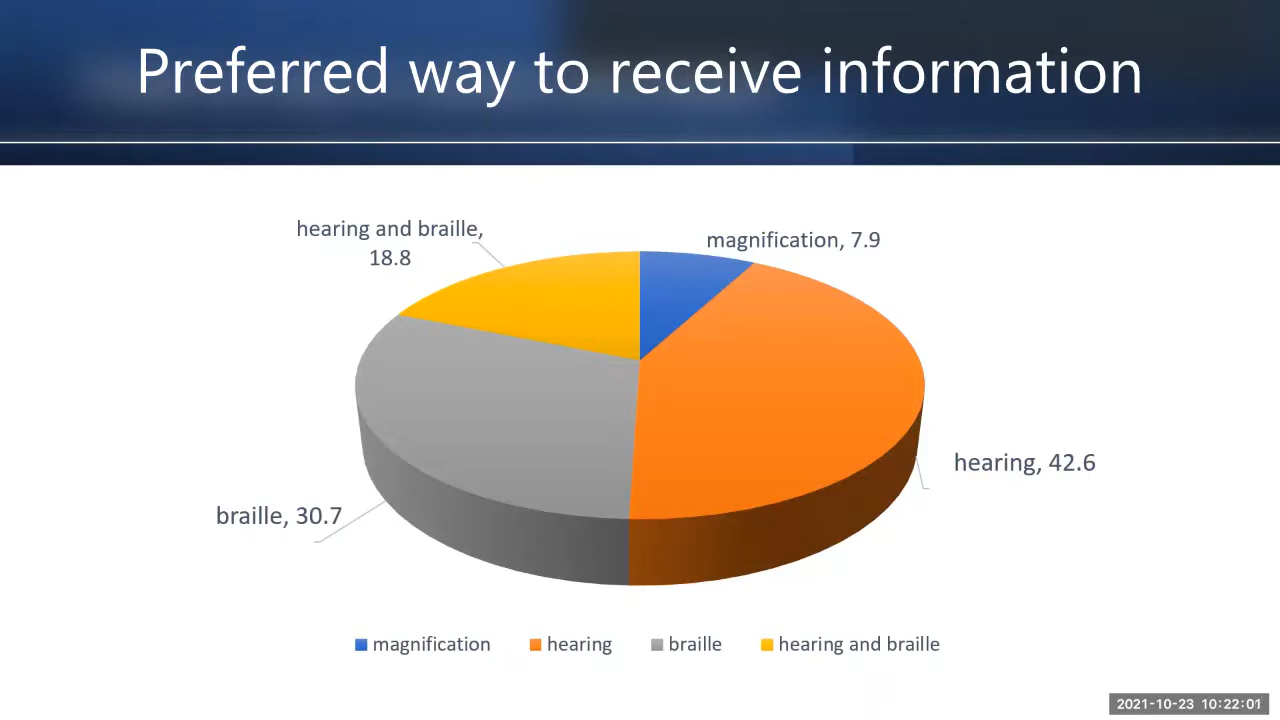 Preferred way to receive information
hearing and braille,
18.8
magnification, 7.9
hearing, 42.6
braille, 30.7
magnification hearing braille hearing and braille
2021-10-23 10:22:01